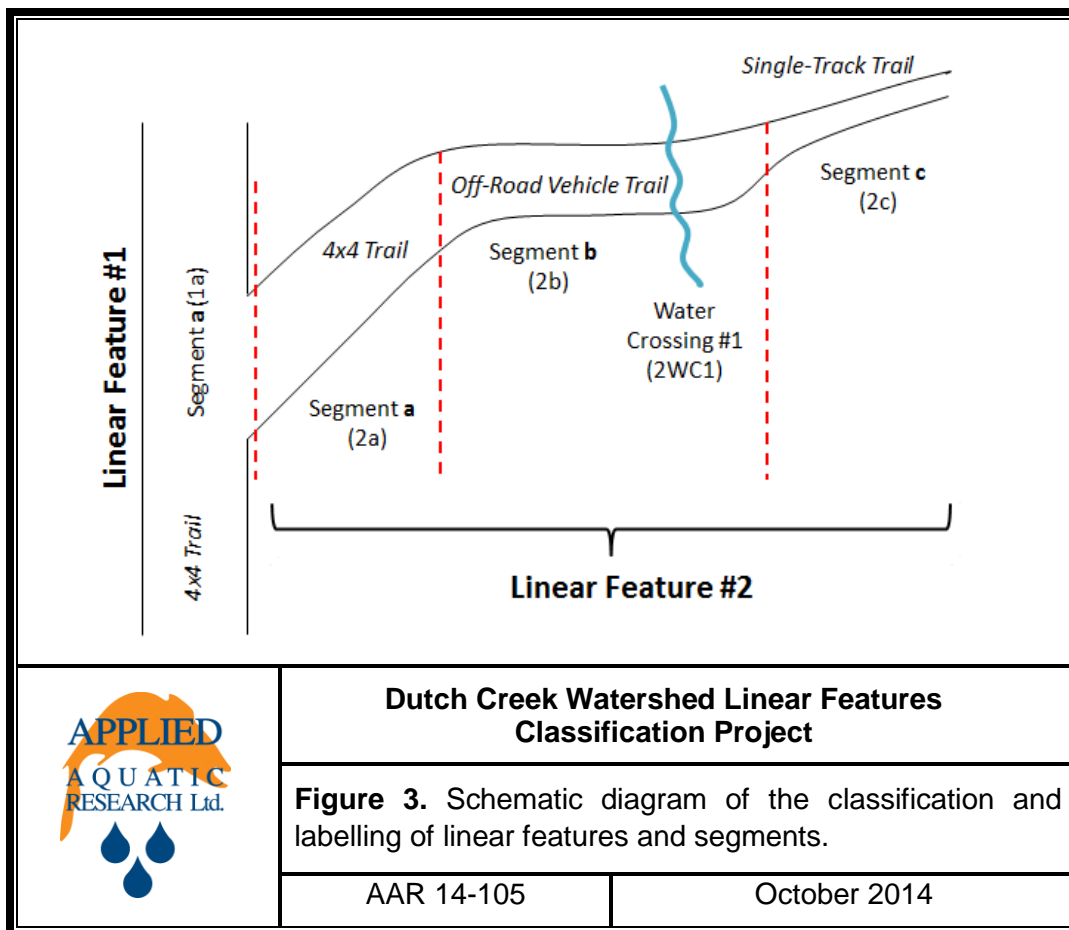 Single-Track Trail
Off-Road Vehicle Trail
Segment c
(2c)
4x4 Trail
Segment b
(2b)
Linear Feature #1
Segment a (1a)
Water
Crossing #1
(2WC1)
Segment a
(2a)
4x4 Trail
Linear Feature #2
APPLIED
AQUATIC
RESEARCH Ltd.
Dutch Creek Watershed Linear Features
Classification Project
Figure 3. Schematic diagram of the classification and
labelling of linear features and segments.
AAR 14-105
October 2014